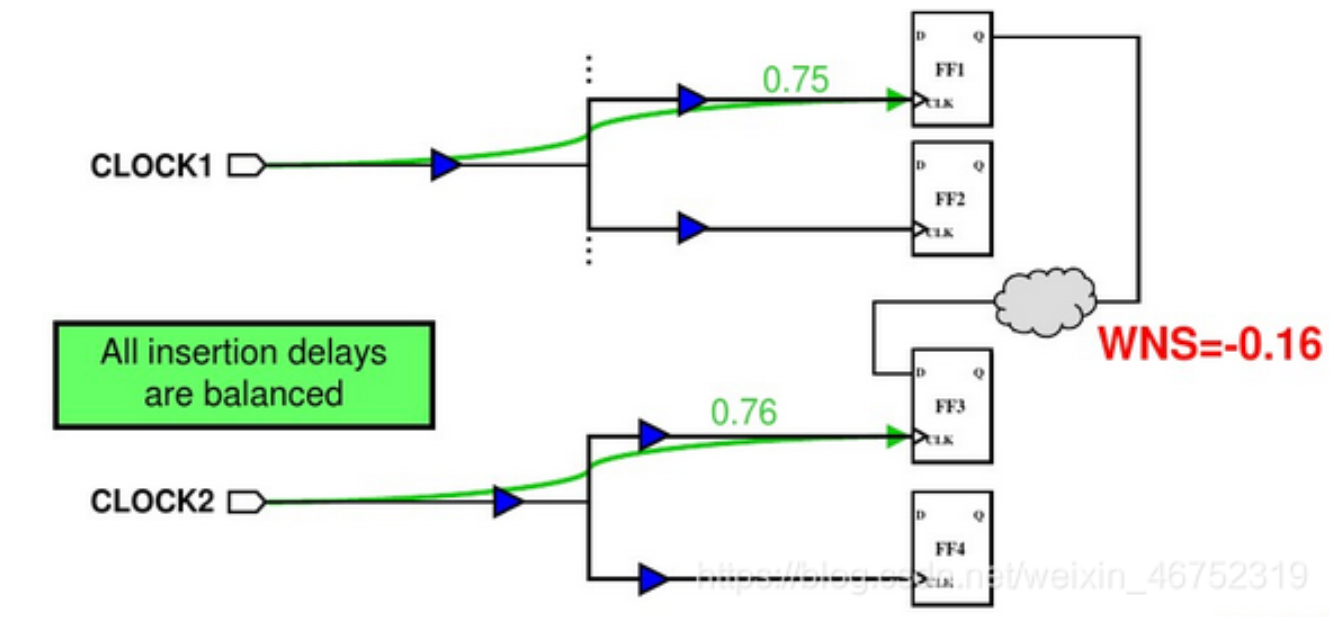 0.75
D Q
FF1
CLK
CLOCK1
D Q
FF2
CLK
WNS=-0.16
All insertion delays
are balanced
D Q
FF3
CLK
0.76
CLOCK2
D Q
FF4
CLK
https://blog.csdn.net/weixin_46752319